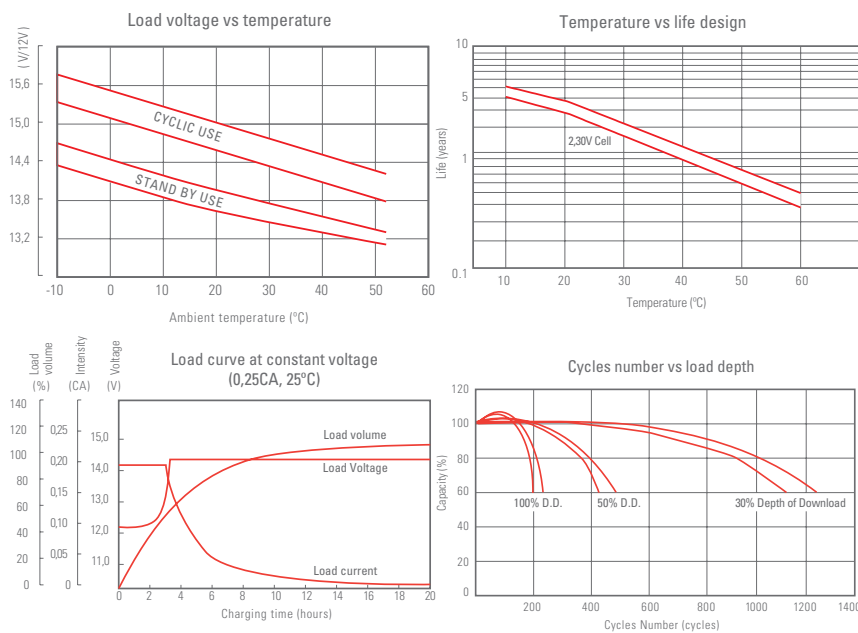 Load voltage vs temperature
( V/12V)
15,6
15,0
14,4
13,8
13,2
CYCLIC USE
STAND BY USE
-10 0 10 20 30 40 50 60
Ambient temperature (ºC)
Temperature vs life design
Life (years)
10
5
1
0.1
2,30V Cell
10 20 30 40 50 60
Temperature (ºC)
Load curve at constant voltage
(0,25CA, 25ºC)
Load
volume
(%)
Intensity
(CA)
Voltage
(V)
140
120
100
80
60
40
20
0
0,25
0,20
0,15
0,10
0,05
0
15,0
14,0
13,0
12,0
11,0
Load volume
Load Voltage
Load current
0 2 4 6 8 10 12 14 16 18 20
Charging time (hours)
Cycles number vs load depth
Capacity (%)
120
100
80
60
40
20
0
100% D.D.
50% D.D.
30% Depth of Download
200 400 600 800 1000 1200 1400
Cycles Number (cycles)